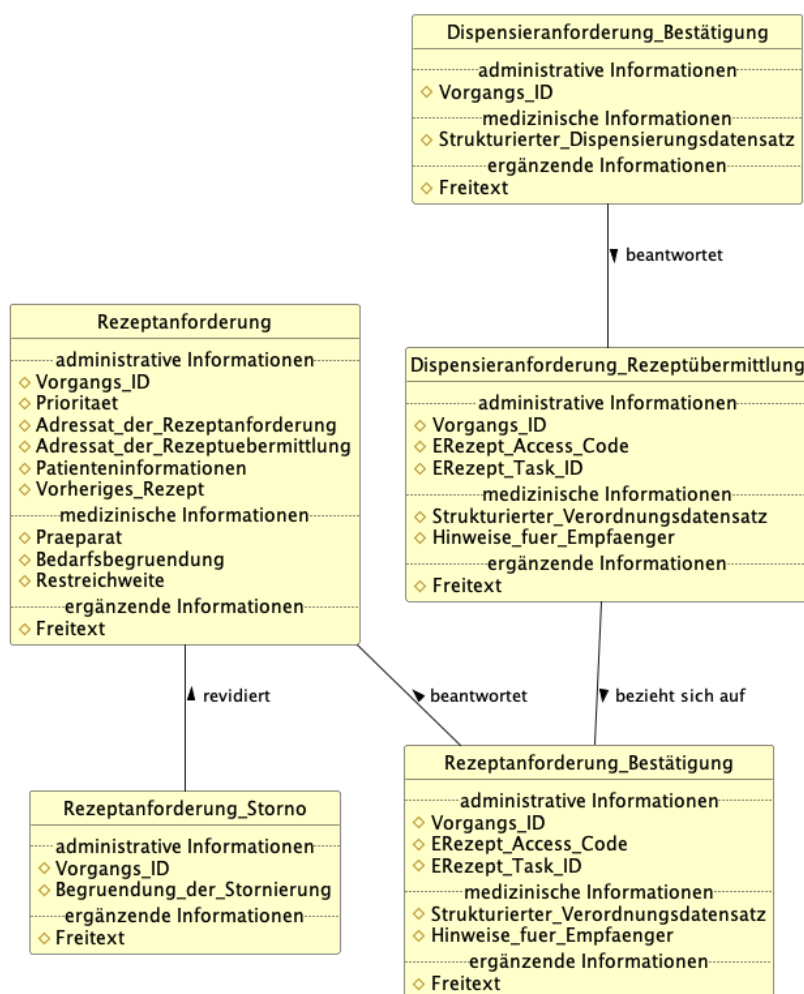 Dispensieranforderung_Bestätigung
administrative Informationen
Vorgangs_ID
medizinische Informationen
Strukturierter_Dispensierungsdatensatz
ergänzende Informationen
Freitext
beantwortet
Rezeptanforderung
administrative Informationen
Vorgangs_ID
Prioritaet
Adressat_der_Rezeptanforderung
Adressat_der_Rezeptuebermittlung
Patienteninformationen
Vorheriges_Rezept
medizinische Informationen
Praeparat
Bedarfsbegruendung
Restreichweite
ergänzende Informationen
Freitext
Dispensieranforderung_Rezeptübermittlung
administrative Informationen
Vorgangs_ID
ERezept_Access_Code
ERezept_Task_ID
medizinische Informationen
Strukturierter_Verordnungsdatensatz
Hinweise_fuer_Empfaenger
ergänzende Informationen
Freitext
revidiert
beantwortet
bezieht sich auf
Rezeptanforderung_Storno
administrative Informationen
Vorgangs_ID
Begruendung_der_Stornierung
ergänzende Informationen
Freitext
Rezeptanforderung_Bestätigung
administrative Informationen
Vorgangs_ID
ERezept_Access_Code
ERezept_Task_ID
medizinische Informationen
Strukturierter_Verordnungsdatensatz
Hinweise_fuer_Empfaenger
ergänzende Informationen
Freitext